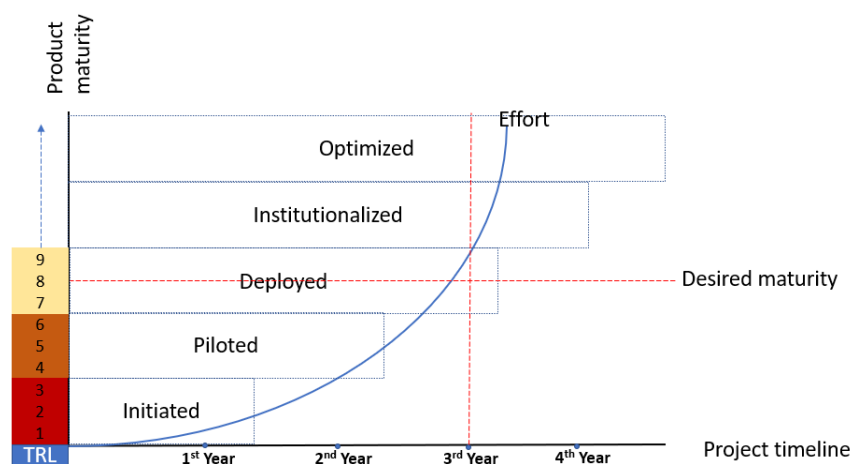 Product
maturity
Effort
Optimized
Institutionalized
9
8
7
Deployed
Desired maturity
6
5
4
Piloted
3
2
1
Initiated
TRL
1st Year
2nd Year
3rd Year
4th Year
Project timeline